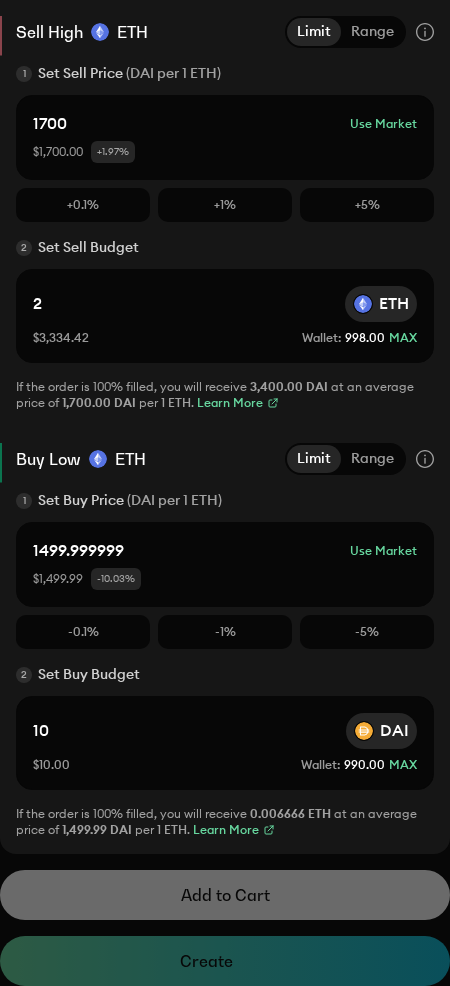 Sell High ETH Limit Range
1 Set Sell Price (DAI per 1 ETH)
1700 Use Market
$1,700.00 +1.97%
+0.1% +1% +5%
2 Set Sell Budget
2 ETH
$3,334.42 Wallet: 998.00 MAX
If the order is 100% filled, you will receive 3,400.00 DAI at an average
price of 1,700.00 DAI per 1 ETH. Learn More
Buy Low ETH Limit Range
1 Set Buy Price (DAI per 1 ETH)
1499.999999 Use Market
$1,499.99 -10.03%
-0.1% -1% -5%
2 Set Buy Budget
10 DAI
$10.00 Wallet: 990.00 MAX
If the order is 100% filled, you will receive 0.006666 ETH at an average
price of 1,499.99 DAI per 1 ETH. Learn More
Add to Cart
Create